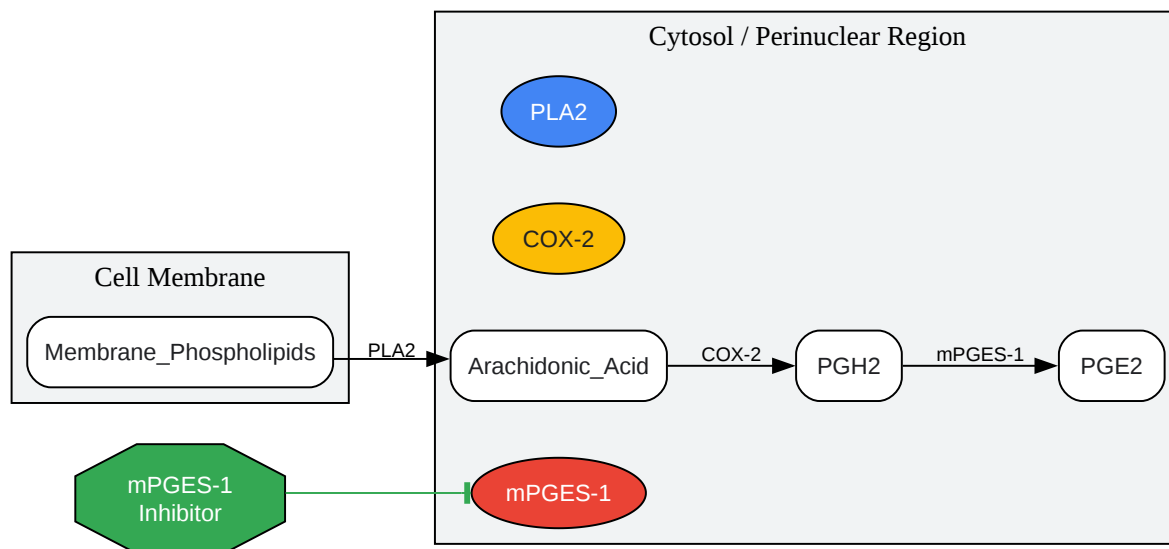 Cytosol / Perinuclear Region
PLA2
COX-2
Cell Membrane
Membrane_Phospholipids
PLA2
Arachidonic_Acid
COX-2
PGH2
mPGES-1
PGE2
mPGES-1
Inhibitor
mPGES-1